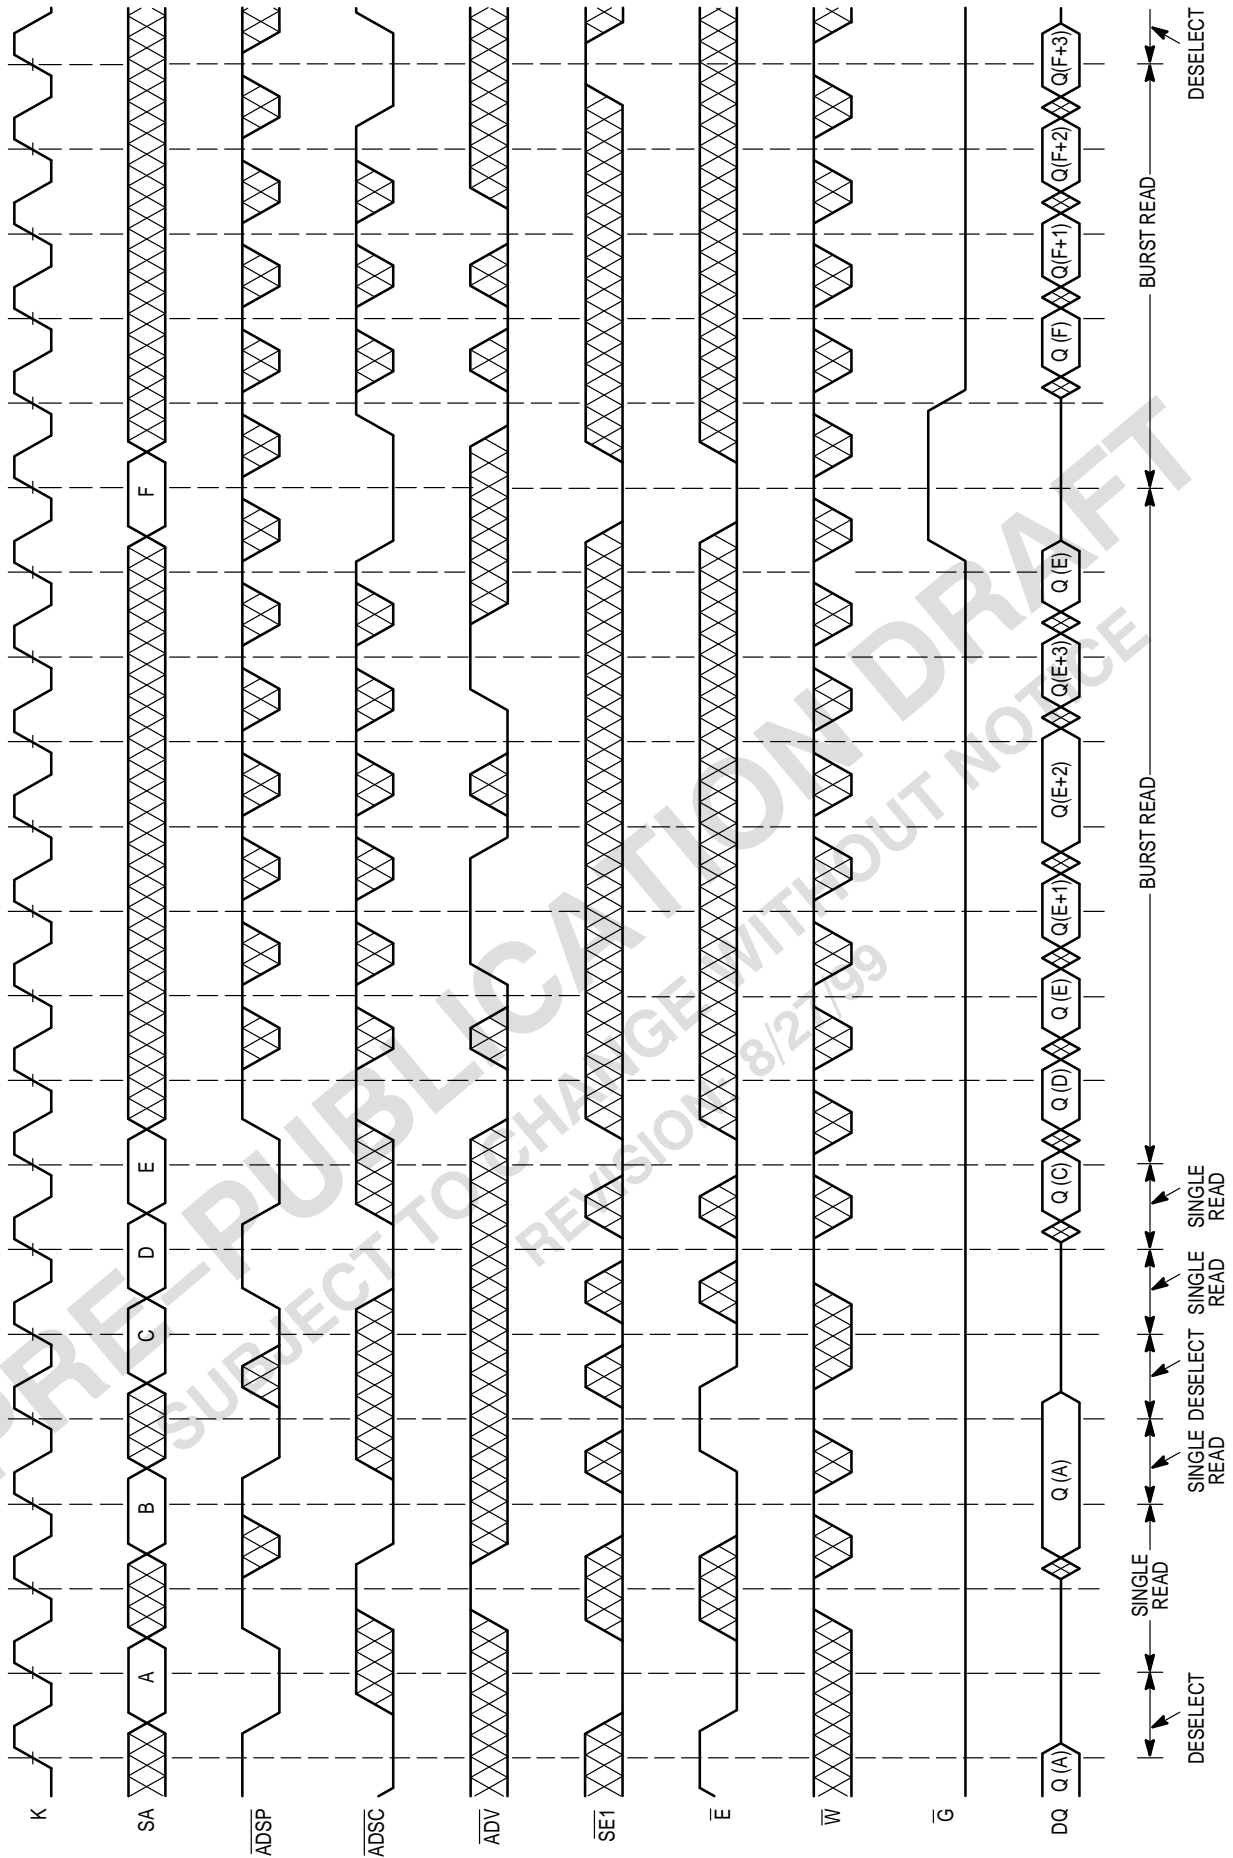 K
SA
A
B
C
D
E
F
ADSP
ADSC
ADV
SE1
E
W
G
DQ
Q (A)
Q (A)
Q (C)
Q (D)
Q (E)
Q(E+1)
Q(E+2)
Q(E+3)
Q (E)
Q (F)
Q(F+1)
Q(F+2)
Q(F+3)
DESELECT
SINGLE
READ
SINGLE
READ
DESELECT
SINGLE
READ
SINGLE
READ
BURST READ
BURST READ
DESELECT
PRE–PUBLICATION DRAFT
SUBJECT TO CHANGE WITHOUT NOTICE
REVISION: 8/27/99